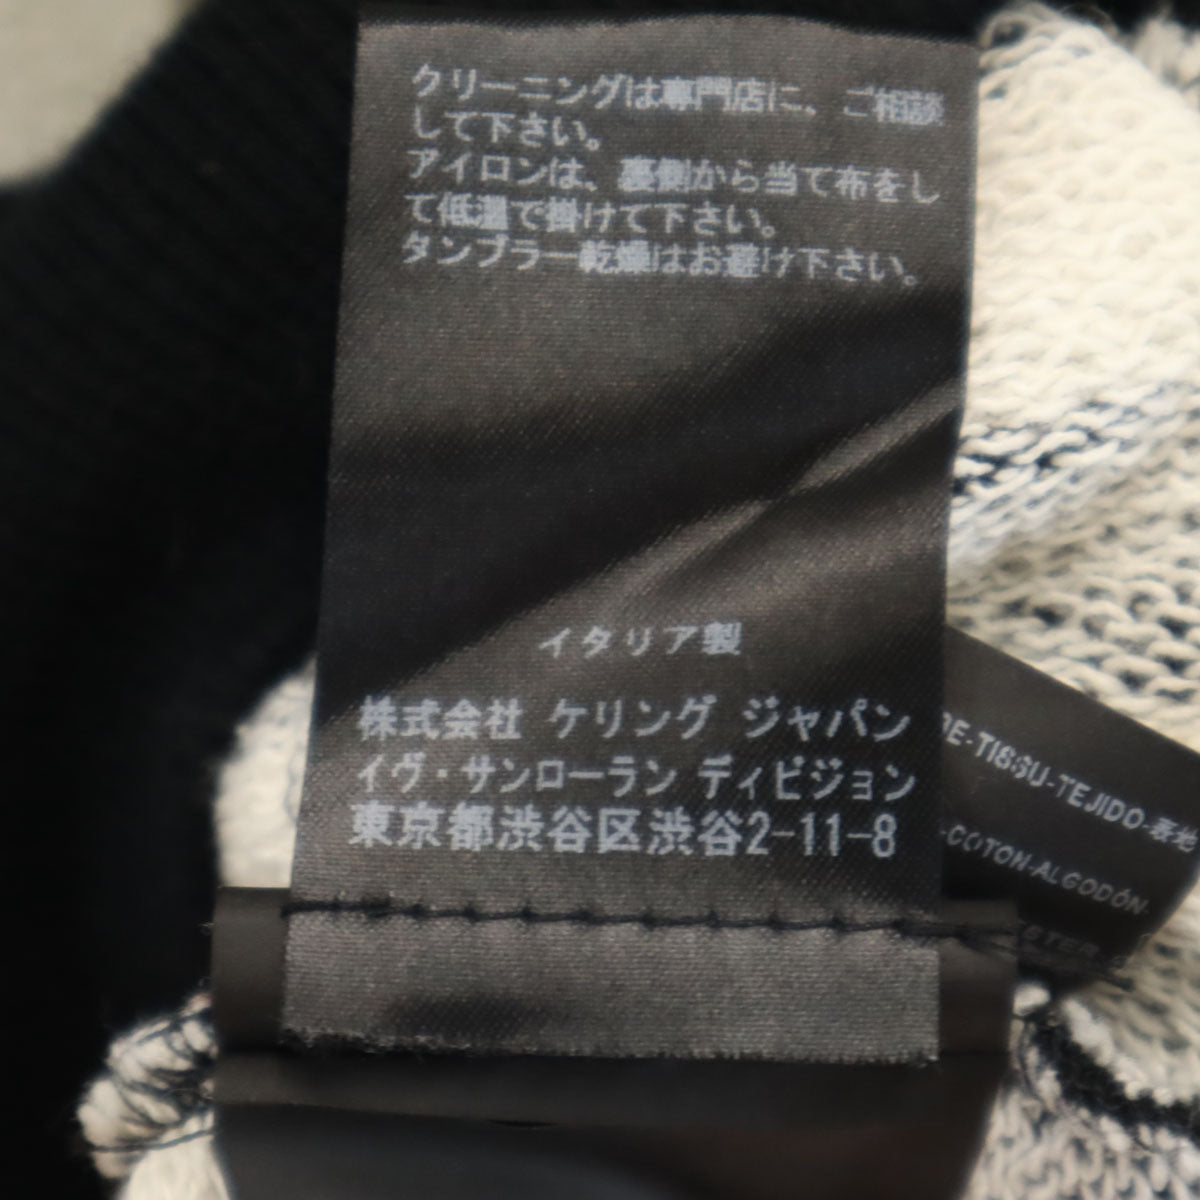 クリーニングは専門店に、ご相談
して下さい。
アイロンは、裏側から当て布をし
て低温で掛けて下さい。
タンブラー乾燥はお避け下さい。
イタリア製
株式会社 ケリング ジャパン
イヴ・サンローラン ディビジョン
東京都渋谷区渋谷2-11-8
-TISSU-TEJIDO-表地
-COTON-ALGODÓN-